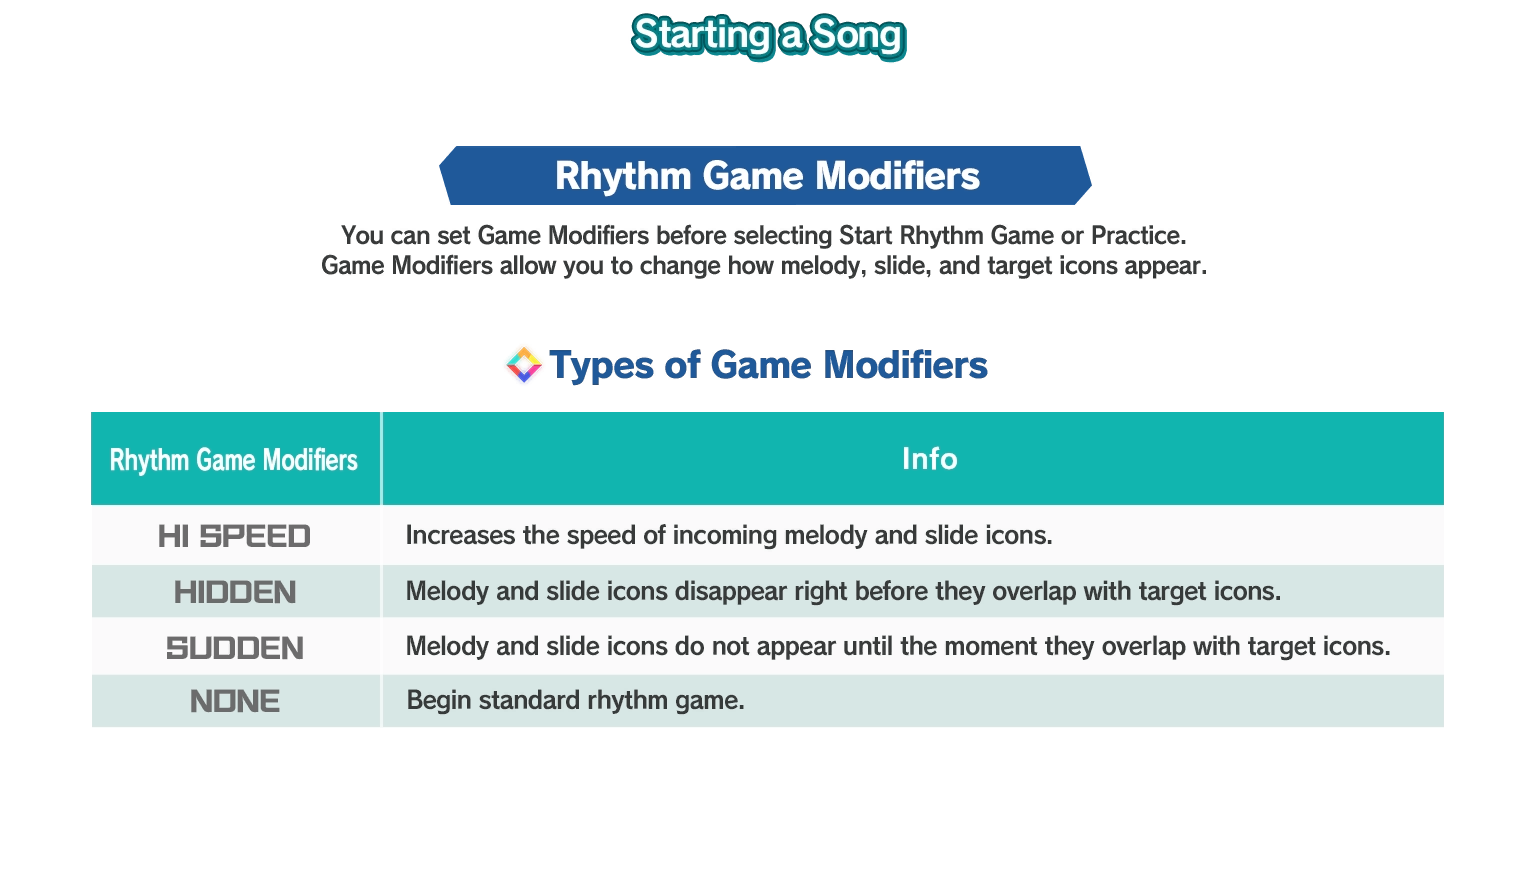 Starting a Song
Rhythm Game Modifiers
You can set Game Modifiers before selecting Start Rhythm Game or Practice.
Game Modifiers allow you to change how melody, slide, and target icons appear.
Types of Game Modifiers
Rhythm Game Modifiers Info
HI SPEED Increases the speed of incoming melody and slide icons.
HIDDEN Melody and slide icons disappear right before they overlap with target icons.
SUDDEN Melody and slide icons do not appear until the moment they overlap with target icons.
NONE Begin standard rhythm game.